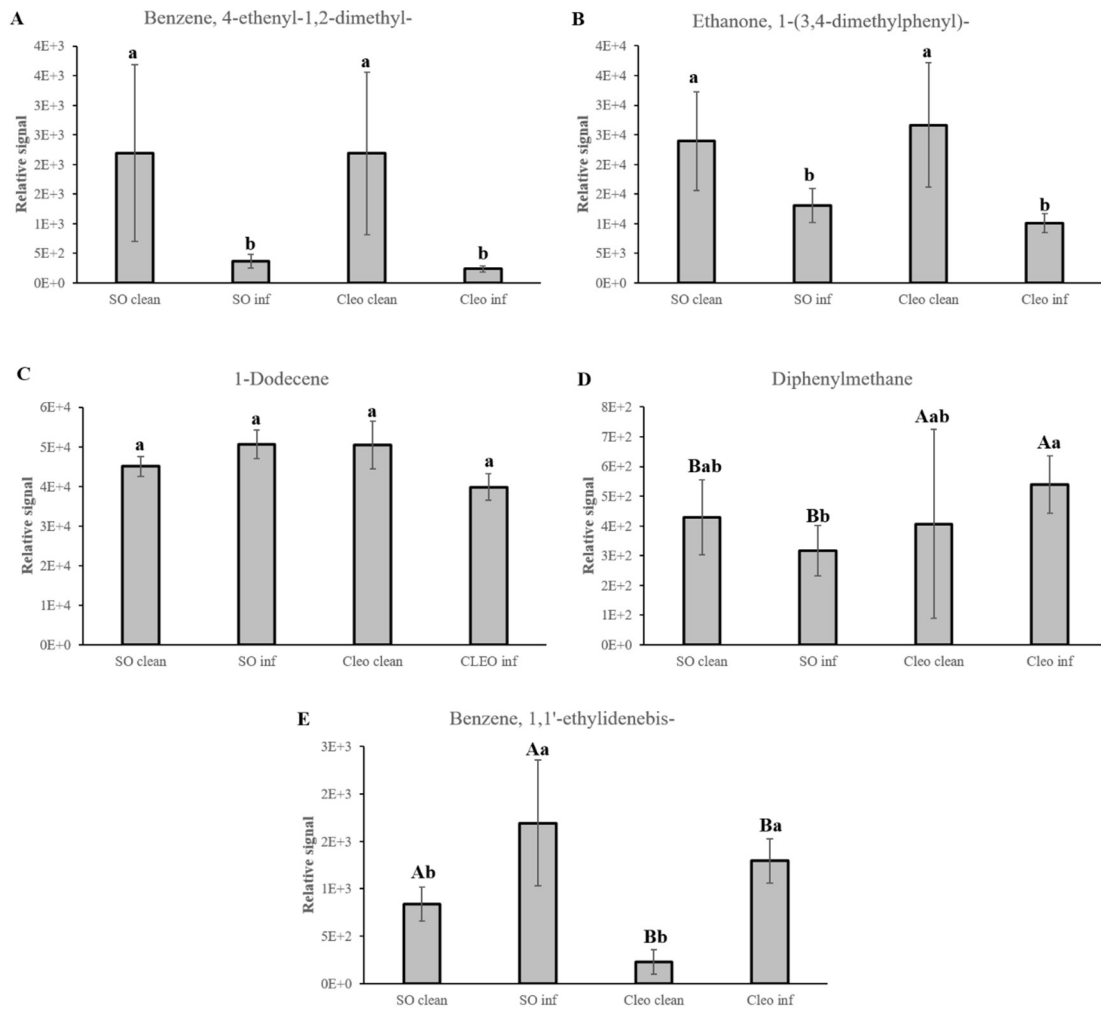 A Benzene, 4-ethenyl-1,2-dimethyl-
Relative signal
4E+3
4E+3
3E+3
3E+3
2E+3
2E+3
1E+3
5E+2
0E+0
a
b
a
b
SO clean SO inf Cleo clean Cleo inf
B Ethanone, 1-(3,4-dimethylphenyl)-
Relative signal
4E+4
4E+4
3E+4
3E+4
2E+4
2E+4
1E+4
5E+3
0E+0
a
b
a
b
SO clean SO inf Cleo clean Cleo inf
C 1-Dodecene
Relative signal
6E+4
5E+4
4E+4
3E+4
2E+4
1E+4
0E+0
a
a
a
a
SO clean SO inf Cleo clean CLEO inf
D Diphenylmethane
Relative signal
8E+2
7E+2
6E+2
5E+2
4E+2
3E+2
2E+2
1E+2
0E+0
Bab
Bb
Aab
Aa
SO clean SO inf Cleo clean Cleo inf
E Benzene, 1,1'-ethylidenebis-
Relative signal
3E+3
2E+3
2E+3
1E+3
5E+2
0E+0
Ab
Aa
Bb
Ba
SO clean SO inf Cleo clean Cleo inf